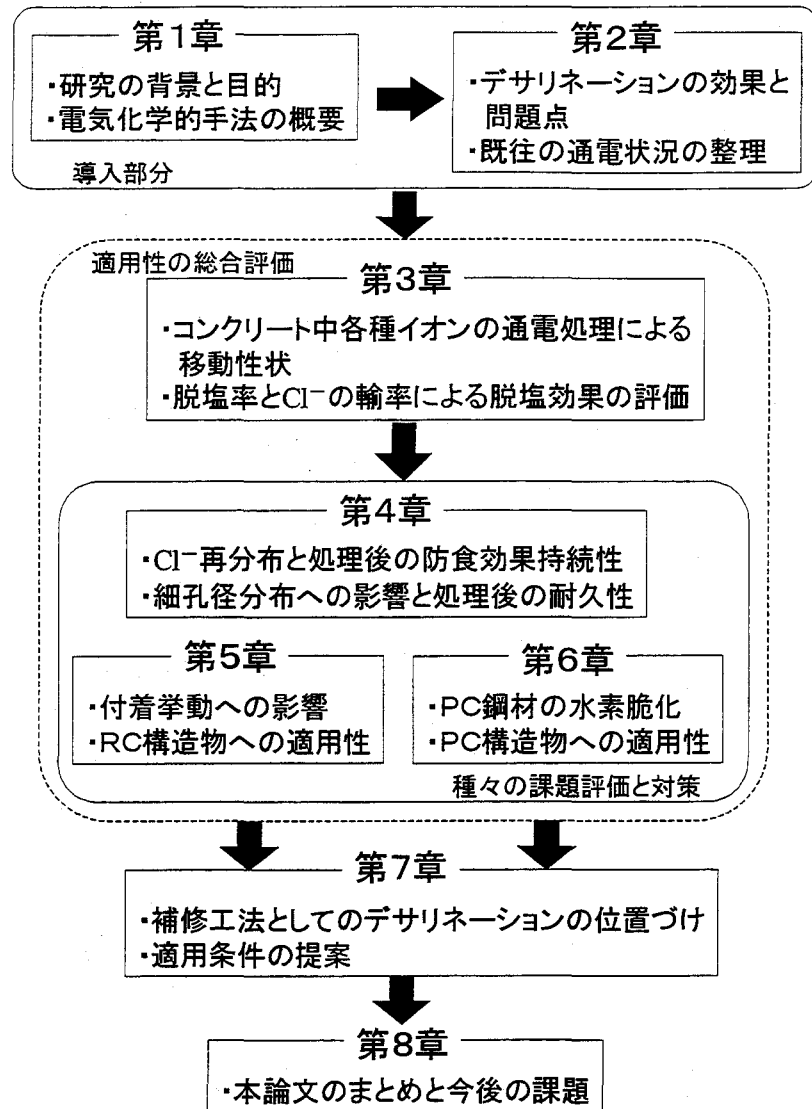 第1章
・研究の背景と目的
・電気化学的手法の概要
第2章
・デサリネーションの効果と
問題点
・既往の通電状況の整理
導入部分
適用性の総合評価
第3章
・コンクリート中各種イオンの通電処理による
移動性状
・脱塩率とCl⁻の輸率による脱塩効果の評価
第4章
・Cl⁻再分布と処理後の防食効果持続性
・細孔径分布への影響と処理後の耐久性
第5章
・付着挙動への影響
・RC構造物への適用性
第6章
・PC鋼材の水素脆化
・PC構造物への適用性
種々の課題評価と対策
第7章
・補修工法としてのデサリネーションの位置づけ
・適用条件の提案
第8章
・本論文のまとめと今後の課題